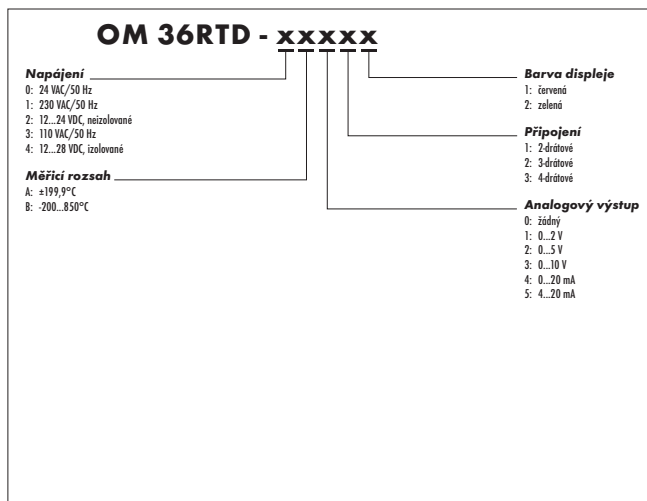 OM 36RTD - xxxxx
Napájení
0: 24 VAC/50 Hz
1: 230 VAC/50 Hz
2: 12...24 VDC, neizolované
3: 110 VAC/50 Hz
4: 12...28 VDC, izolované
Měřicí rozsah
A: ±199,9°C
B: -200...850°C
Barva displeje
1: červená
2: zelená
Připojení
1: 2-drátové
2: 3-drátové
3: 4-drátové
Analogový výstup
0: žádný
1: 0...2 V
2: 0...5 V
3: 0...10 V
4: 0...20 mA
5: 4...20 mA